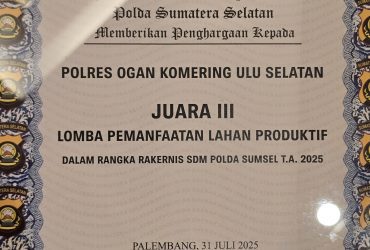 Polda Sumatera Selatan
Memberikan Penghargaan Kepada
POLRES OGAN KOMERING ULU SELATAN
JUARA III
LOMBA PEMANFAATAN LAHAN PRODUKTIF
DALAM RANGKA RAKERNIS SDM POLDA SUMSEL T.A. 2025
PALEMBANG, 31 JULI 2025